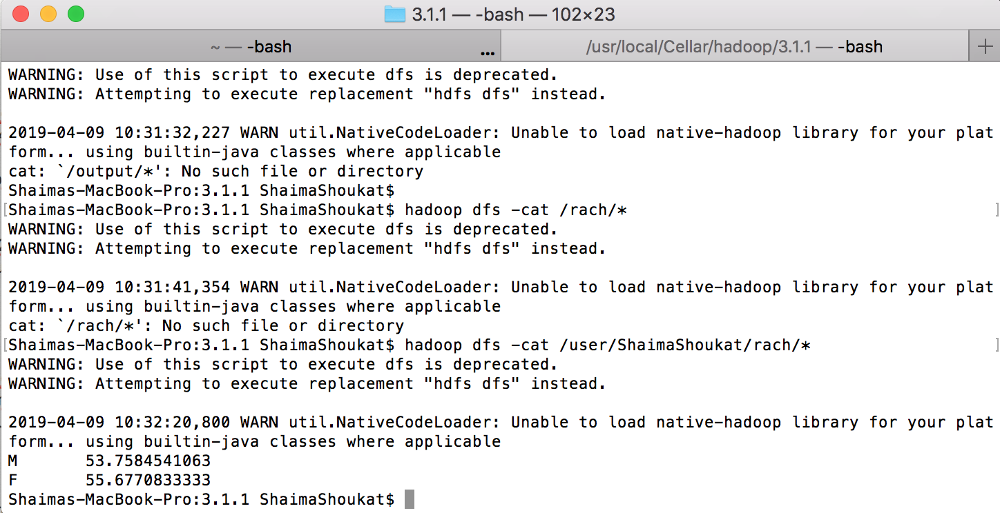 3.1.1 — -bash — 102×23
~ — -bash ... /usr/local/Cellar/hadoop/3.1.1 — -bash +
WARNING: Use of this script to execute dfs is deprecated.
WARNING: Attempting to execute replacement "hdfs dfs" instead.
2019-04-09 10:31:32,227 WARN util.NativeCodeLoader: Unable to load native-hadoop library for your plat
form... using builtin-java classes where applicable
cat: `/output/*': No such file or directory
Shaimas-MacBook-Pro:3.1.1 ShaimaShoukat$
[Shaimas-MacBook-Pro:3.1.1 ShaimaShoukat$ hadoop dfs -cat /rach/* ]
WARNING: Use of this script to execute dfs is deprecated.
WARNING: Attempting to execute replacement "hdfs dfs" instead.
2019-04-09 10:31:41,354 WARN util.NativeCodeLoader: Unable to load native-hadoop library for your plat
form... using builtin-java classes where applicable
cat: `/rach/*': No such file or directory
[Shaimas-MacBook-Pro:3.1.1 ShaimaShoukat$ hadoop dfs -cat /user/ShaimaShoukat/rach/* ]
WARNING: Use of this script to execute dfs is deprecated.
WARNING: Attempting to execute replacement "hdfs dfs" instead.
2019-04-09 10:32:20,800 WARN util.NativeCodeLoader: Unable to load native-hadoop library for your plat
form... using builtin-java classes where applicable
M 53.7584541063
F 55.6770833333
Shaimas-MacBook-Pro:3.1.1 ShaimaShoukat$